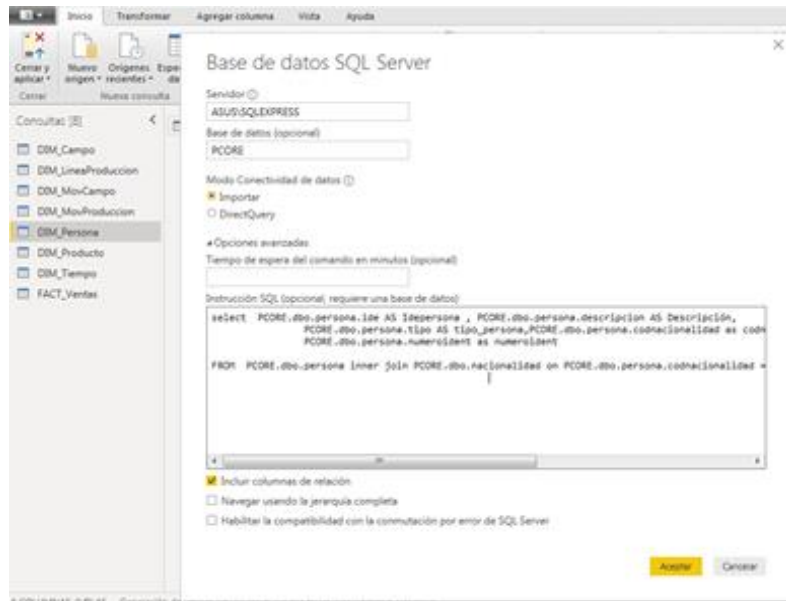 Inicio Transformar Agregar columna Vista Ayuda
Cerrar y aplicar
Nuevo origen
Orígenes recientes
Cerrar
Nueva consulta
Consultas [8]
DIM_Campo
DIM_LineaProduccion
DIM_MovCampo
DIM_MovProduccion
DIM_Persona
DIM_Producto
DIM_Tiempo
FACT_Ventas
Base de datos SQL Server
Servidor
ASUS\SQLEXPRESS
Base de datos (opcional)
PCORE
Modo Conectividad de datos
Importar
DirectQuery
Opciones avanzadas
Tiempo de espera del comando en minutos (opcional)
Instrucción SQL (opcional, requiere una base de datos)
select PCORE.dbo.persona.ide AS Idepersona , PCORE.dbo.persona.descripcion AS Descripción,
PCORE.dbo.persona.tipo AS tipo_persona,PCORE.dbo.persona.codnacionalidad as codn
PCORE.dbo.persona.numeroident as numeroident
FROM PCORE.dbo.persona inner join PCORE.dbo.nacionalidad on PCORE.dbo.persona.codnacionalidad =
Incluir columnas de relación
Navegar usando la jerarquía completa
Habilitar la compatibilidad con la conmutación por error de SQL Server
Aceptar Cancelar